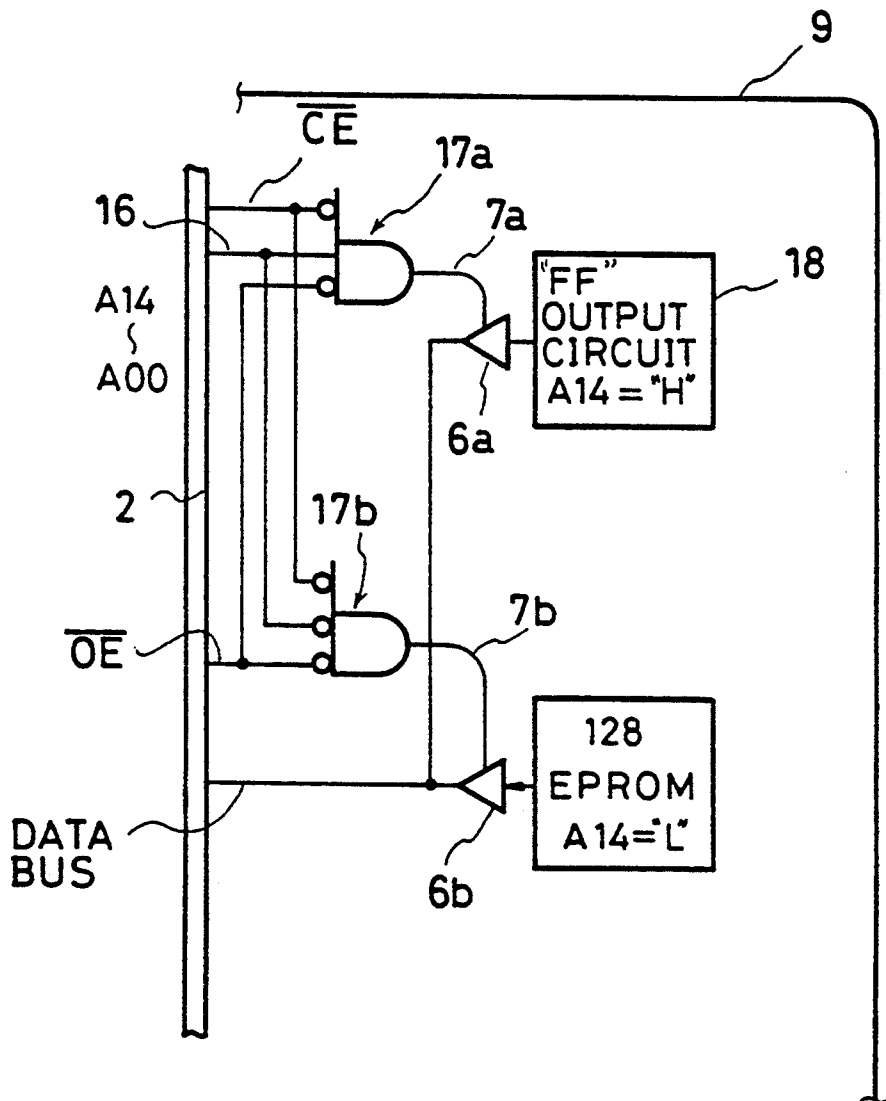 9
CE
17a
16
7a
18
"FF"
OUTPUT
CIRCUIT
A14="H"
A14
A00
6a
2
17b
OE
7b
128
EPROM
A14="L"
DATA
BUS
6b